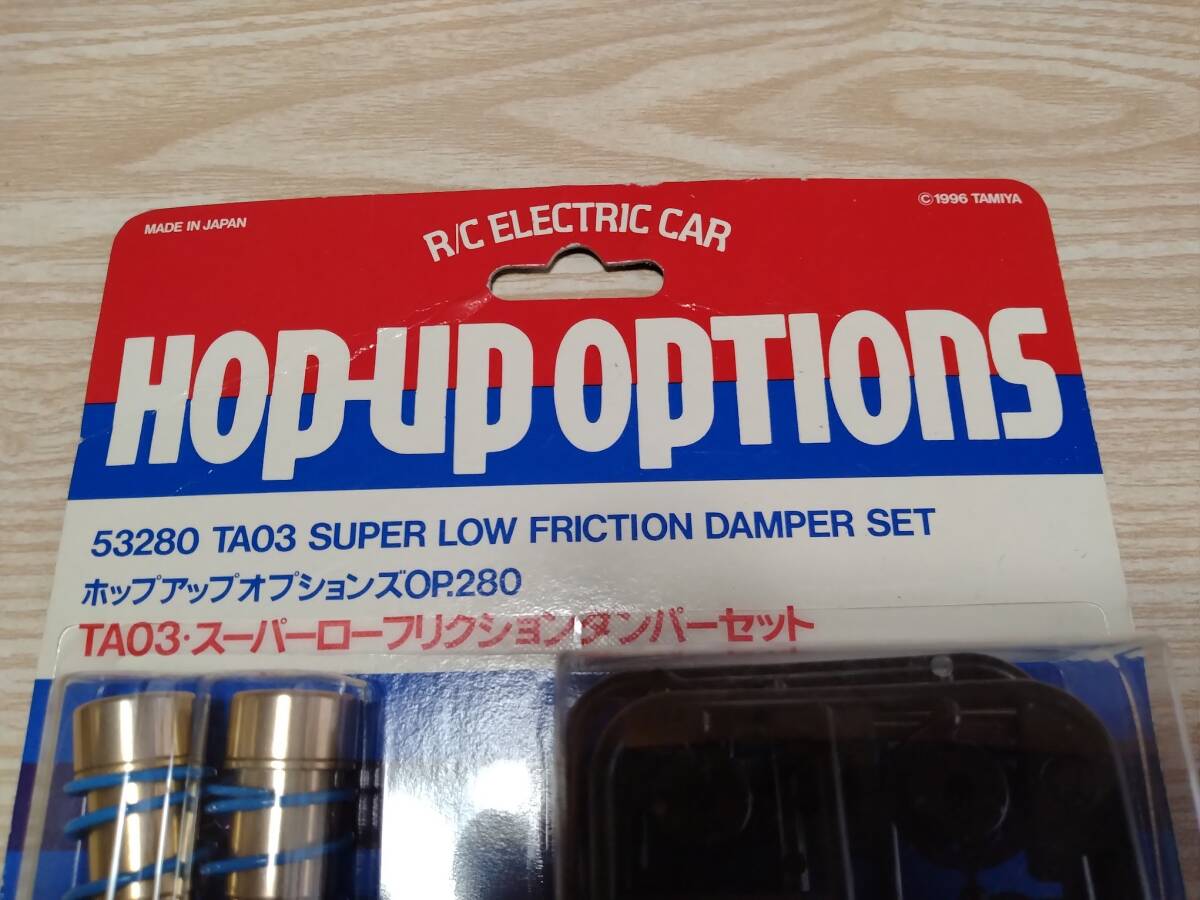 MADE IN JAPAN
©1996 TAMIYA
R/C ELECTRIC CAR
HOP-UP OPTIONS
53280 TA03 SUPER LOW FRICTION DAMPER SET
ホップアップオプションズOP.280
TA03・スーパーローフリクションダンパーセット